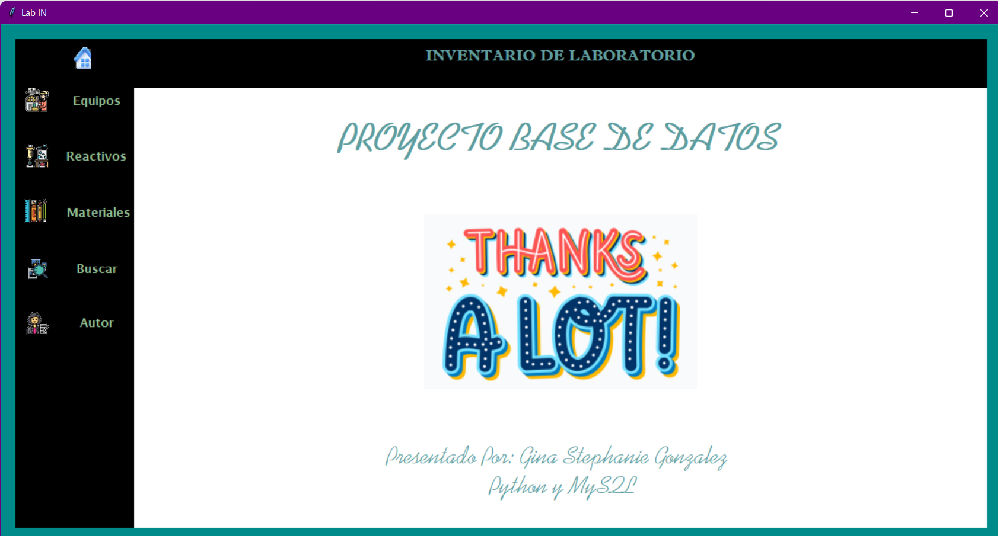 Lab IN
INVENTARIO DE LABORATORIO
Equipos
Reactivos
Materiales
Buscar
Autor
PROYECTO BASE DE DATOS
THANKS
A LOT!
Presentado Por: Gina Stephanie Gonzalez
Python y MySQL